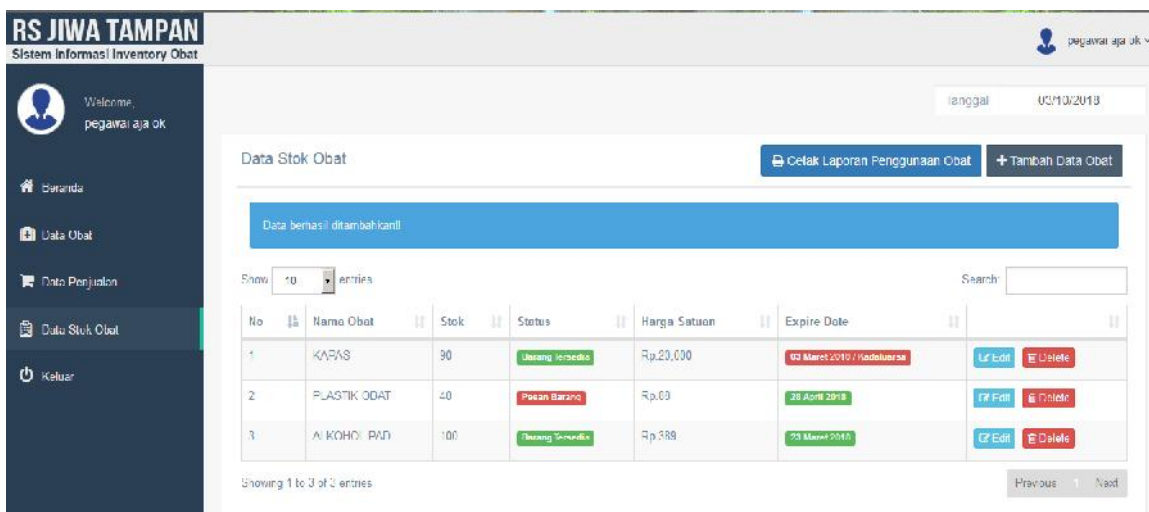 RS JIWA TAMPAN
Sistem Informasi Inventory Obat
pegawai aja ok
Welcome,
pegawai aja ok
Tanggal 03/10/2018
Beranda
Data Obat
Data Penjualan
Data Stok Obat
Keluar
Data Stok Obat
Cetak Laporan Penggunaan Obat
+ Tambah Data Obat
Data berhasil ditambahkan!!
Show 10 entries
Search:
No Nama Obat Stok Status Harga Satuan Expire Date
1 KAPAS 90 Barang Tersedia Rp.20,000 03 Maret 2018 / Kadaluarsa Edit Delete
2 PLASTIK OBAT 40 Pesan Barang Rp.88 28 April 2018 Edit Delete
3 ALKOHOL PAD 100 Barang Tersedia Rp.389 23 Maret 2018 Edit Delete
Showing 1 to 3 of 3 entries
Previous 1 Next